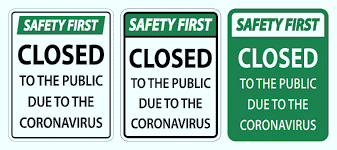 SAFETY FIRST
CLOSED
TO THE PUBLIC
DUE TO THE
CORONAVIRUS
SAFETY FIRST
CLOSED
TO THE PUBLIC
DUE TO THE
CORONAVIRUS
SAFETY FIRST
CLOSED
TO THE PUBLIC
DUE TO THE
CORONAVIRUS